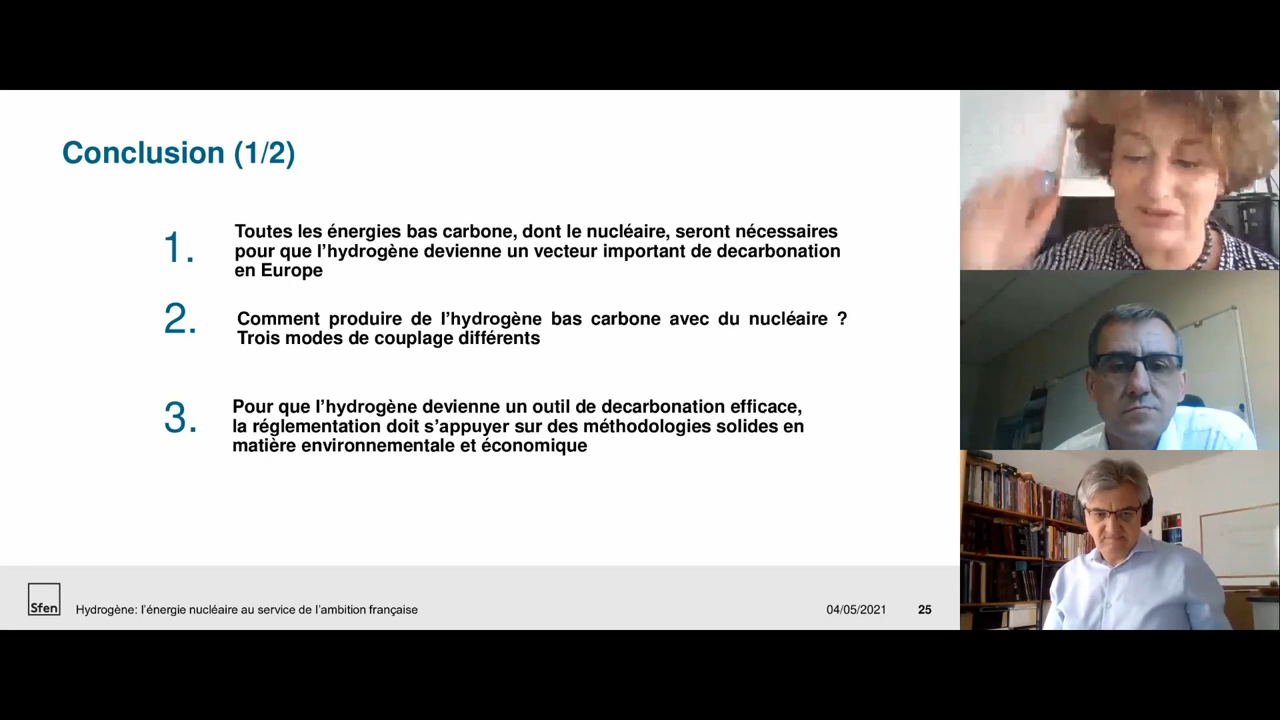 Conclusion (1/2)
1.
Toutes les énergies bas carbone, dont le nucléaire, seront nécessaires
pour que l'hydrogène devienne un vecteur important de decarbonation
en Europe
2.
Comment produire de l'hydrogène bas carbone avec du nucléaire ?
Trois modes de couplage différents
3.
Pour que l'hydrogène devienne un outil de decarbonation efficace,
la réglementation doit s'appuyer sur des méthodologies solides en
matière environnementale et économique
Sfen
Hydrogène: l'énergie nucléaire au service de l'ambition française
04/05/2021
25